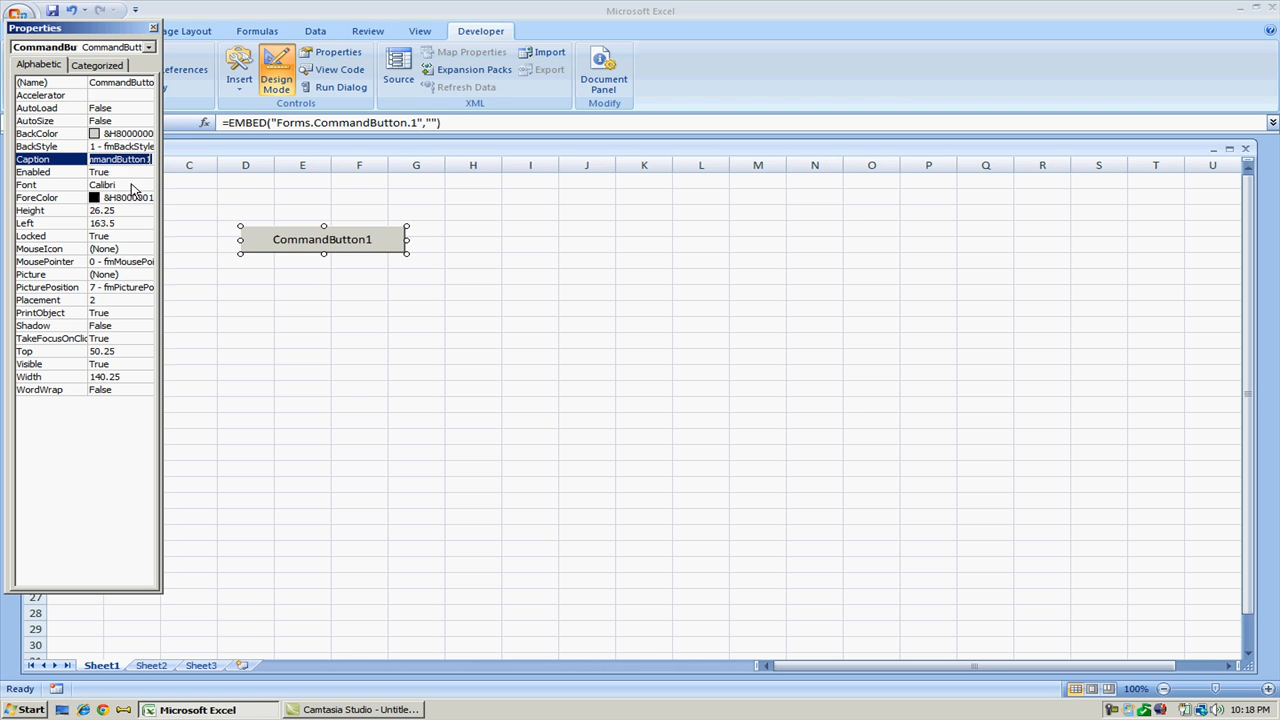 Microsoft Excel
Properties
age Layout Formulas Data Review View Developer
CommandBu CommandButt
Alphabetic Categorized
eferences
Insert
Design
Mode
Properties
View Code
Run Dialog
Controls
Source
Map Properties
Expansion Packs
Refresh Data
Import
Export
XML
Document
Panel
Modify
=EMBED("Forms.CommandButton.1","")
(Name) CommandButto
Accelerator
AutoLoad False
AutoSize False
BackColor &H8000000
BackStyle 1 - fmBackStyle
Caption mmandButton1
Enabled True
Font Calibri
ForeColor &H8000001
Height 26.25
Left 163.5
Locked True
MouseIcon (None)
MousePointer 0 - fmMousePoi
Picture (None)
PicturePosition 7 - fmPicturePo
Placement 2
PrintObject True
Shadow False
TakeFocusOnClic True
Top 50.25
Visible True
Width 140.25
WordWrap False
C D E F G H I J K L M N O P Q R S T U
CommandButton1
27
28
29
30
Sheet1 Sheet2 Sheet3
Ready 100%
Start Microsoft Excel Camtasia Studio - Untitle... 10:18 PM